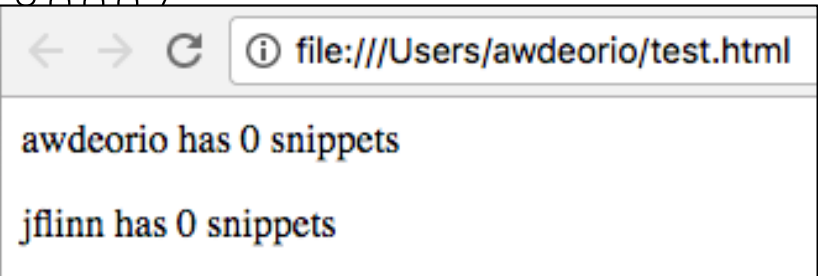 file:///Users/awdeorio/test.html
awdeorio has 0 snippets
jflinn has 0 snippets